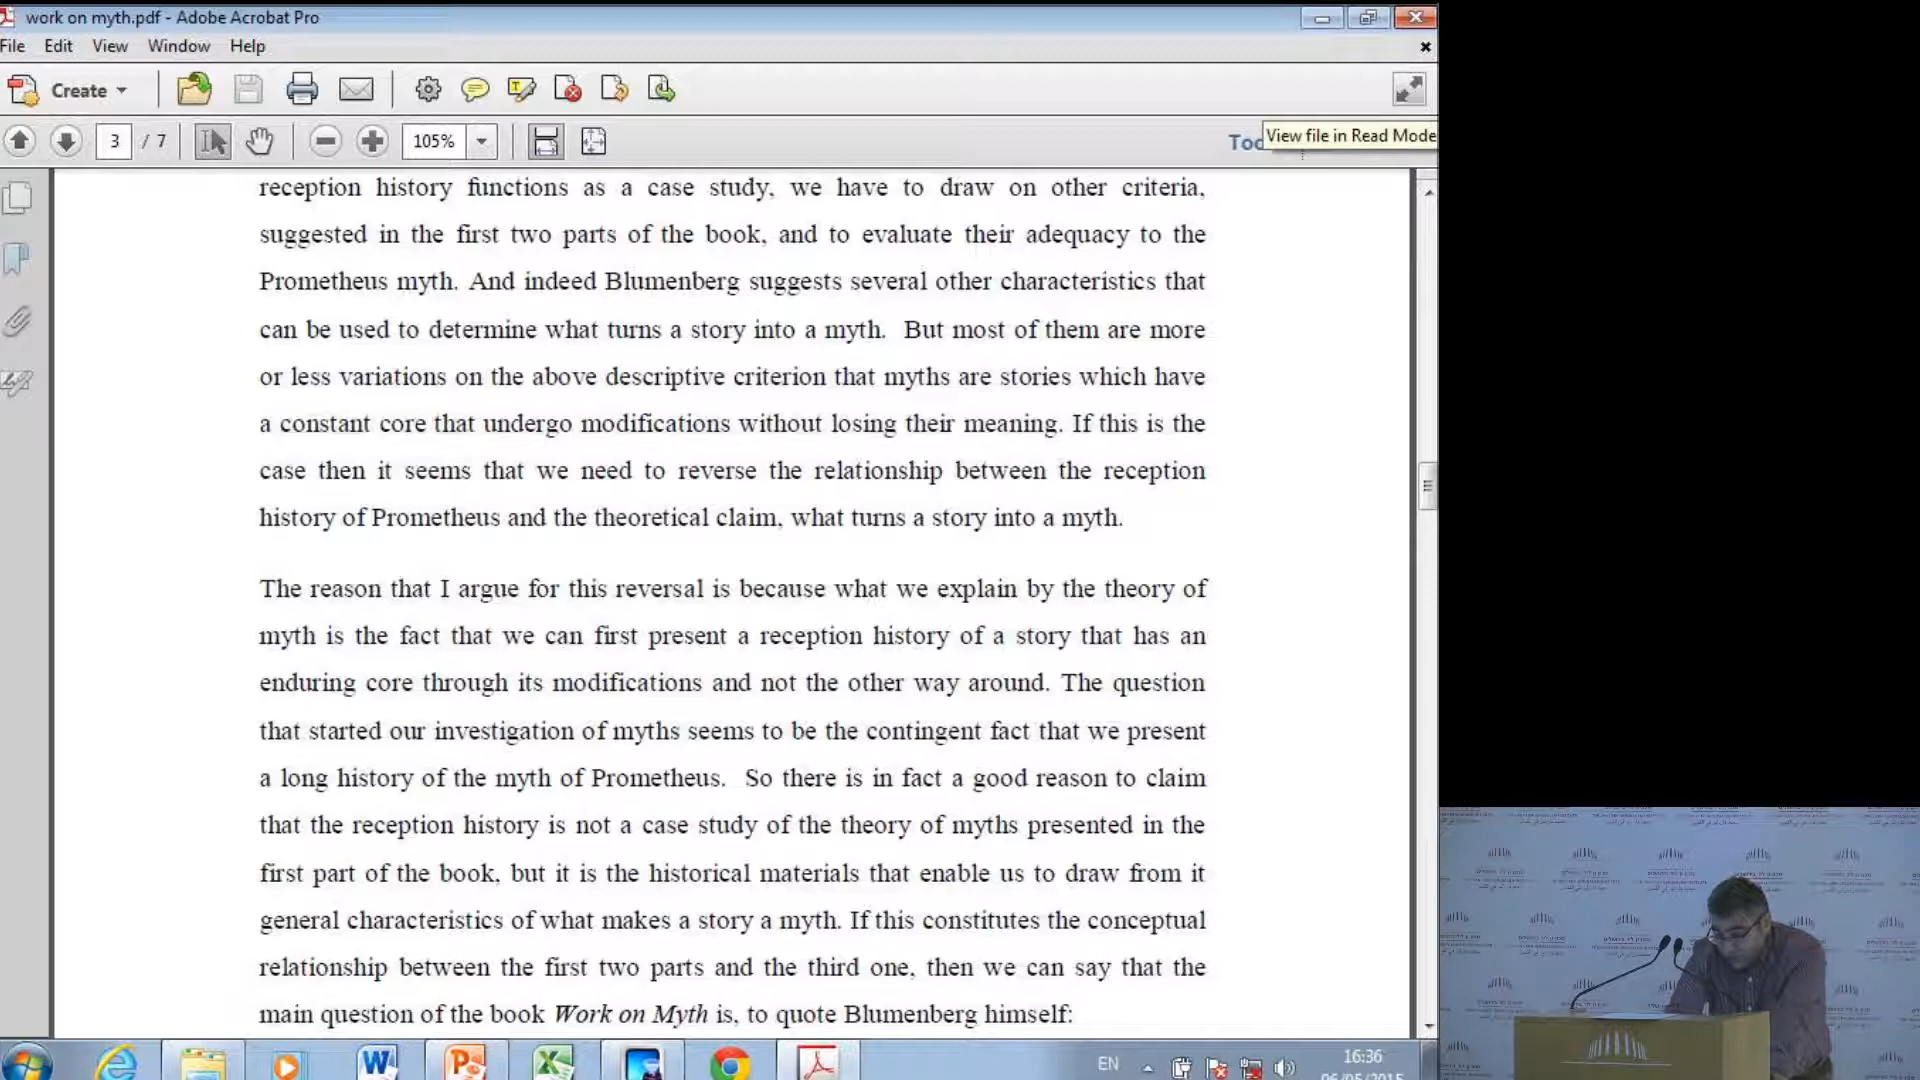 work on myth.pdf - Adobe Acrobat Pro
File Edit View Window Help
Create
3 / 7 105%
View file in Read Mode
reception history functions as a case study, we have to draw on other criteria,
suggested in the first two parts of the book, and to evaluate their adequacy to the
Prometheus myth. And indeed Blumenberg suggests several other characteristics that
can be used to determine what turns a story into a myth. But most of them are more
or less variations on the above descriptive criterion that myths are stories which have
a constant core that undergo modifications without losing their meaning. If this is the
case then it seems that we need to reverse the relationship between the reception
history of Prometheus and the theoretical claim, what turns a story into a myth.
The reason that I argue for this reversal is because what we explain by the theory of
myth is the fact that we can first present a reception history of a story that has an
enduring core through its modifications and not the other way around. The question
that started our investigation of myths seems to be the contingent fact that we present
a long history of the myth of Prometheus. So there is in fact a good reason to claim
that the reception history is not a case study of the theory of myths presented in the
first part of the book, but it is the historical materials that enable us to draw from it
general characteristics of what makes a story a myth. If this constitutes the conceptual
relationship between the first two parts and the third one, then we can say that the
main question of the book Work on Myth is, to quote Blumenberg himself:
EN
16:36
06/05/2015